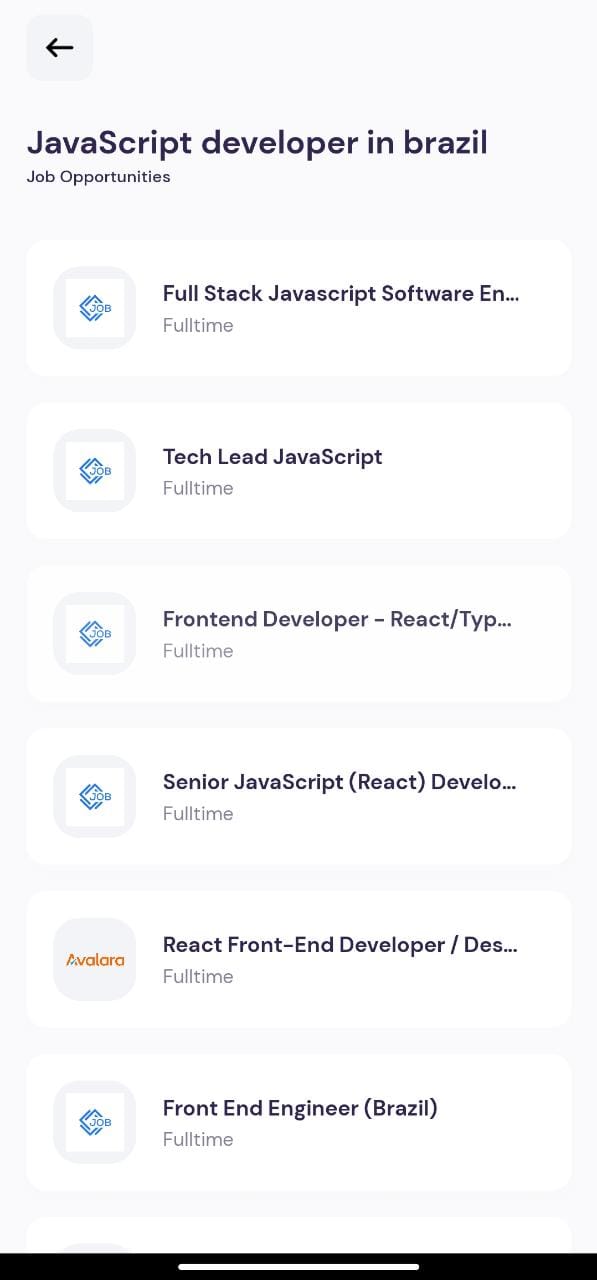 JavaScript developer in brazil
Job Opportunities
JOB
Full Stack Javascript Software En...
Fulltime
JOB
Tech Lead JavaScript
Fulltime
JOB
Frontend Developer - React/Typ...
Fulltime
JOB
Senior JavaScript (React) Develo...
Fulltime
Avalara
React Front-End Developer / Des...
Fulltime
JOB
Front End Engineer (Brazil)
Fulltime